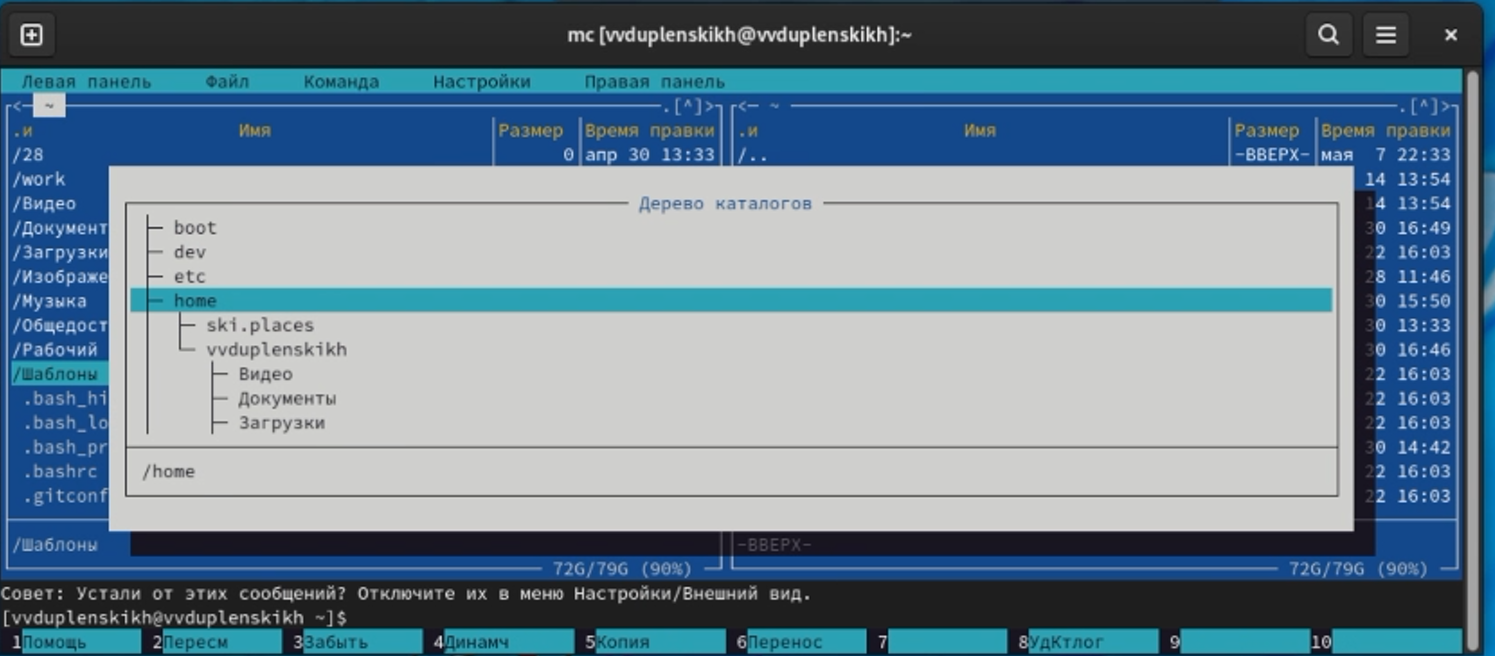 mc [vvduplenskikh@vvduplenskikh]:~
Левая панель Файл Команда Настройки Правая панель
<- ~ .[^]> <- ~ .[^]>
.и Имя Размер Время правки .и Имя Размер Время правки
/28 0 апр 30 13:33 /.. -ВВЕРХ- мая 7 22:33
/work 14 13:54
/Видео 14 13:54
Дерево каталогов
/Документ boot 30 16:49
/Загрузки dev 22 16:03
/Изображе etc 28 11:46
/Музыка home 30 15:50
/Общедост ski.places 30 13:33
/Рабочий vvduplenskikh 30 16:46
/Шаблоны Видео 22 16:03
.bash_hi Документы 22 16:03
.bash_lo Загрузки 22 16:03
.bash_pr 30 14:42
.bashrc /home 22 16:03
.gitconf 22 16:03
/Шаблоны -ВВЕРХ-
72G/79G (90%) 72G/79G (90%)
Совет: Устали от этих сообщений? Отключите их в меню Настройки/Внешний вид.
[vvduplenskikh@vvduplenskikh ~]$
1Помощь 2Пересм 3Забыть 4Динамч 5Копия 6Перенос 7 8УдКтлог 9 10